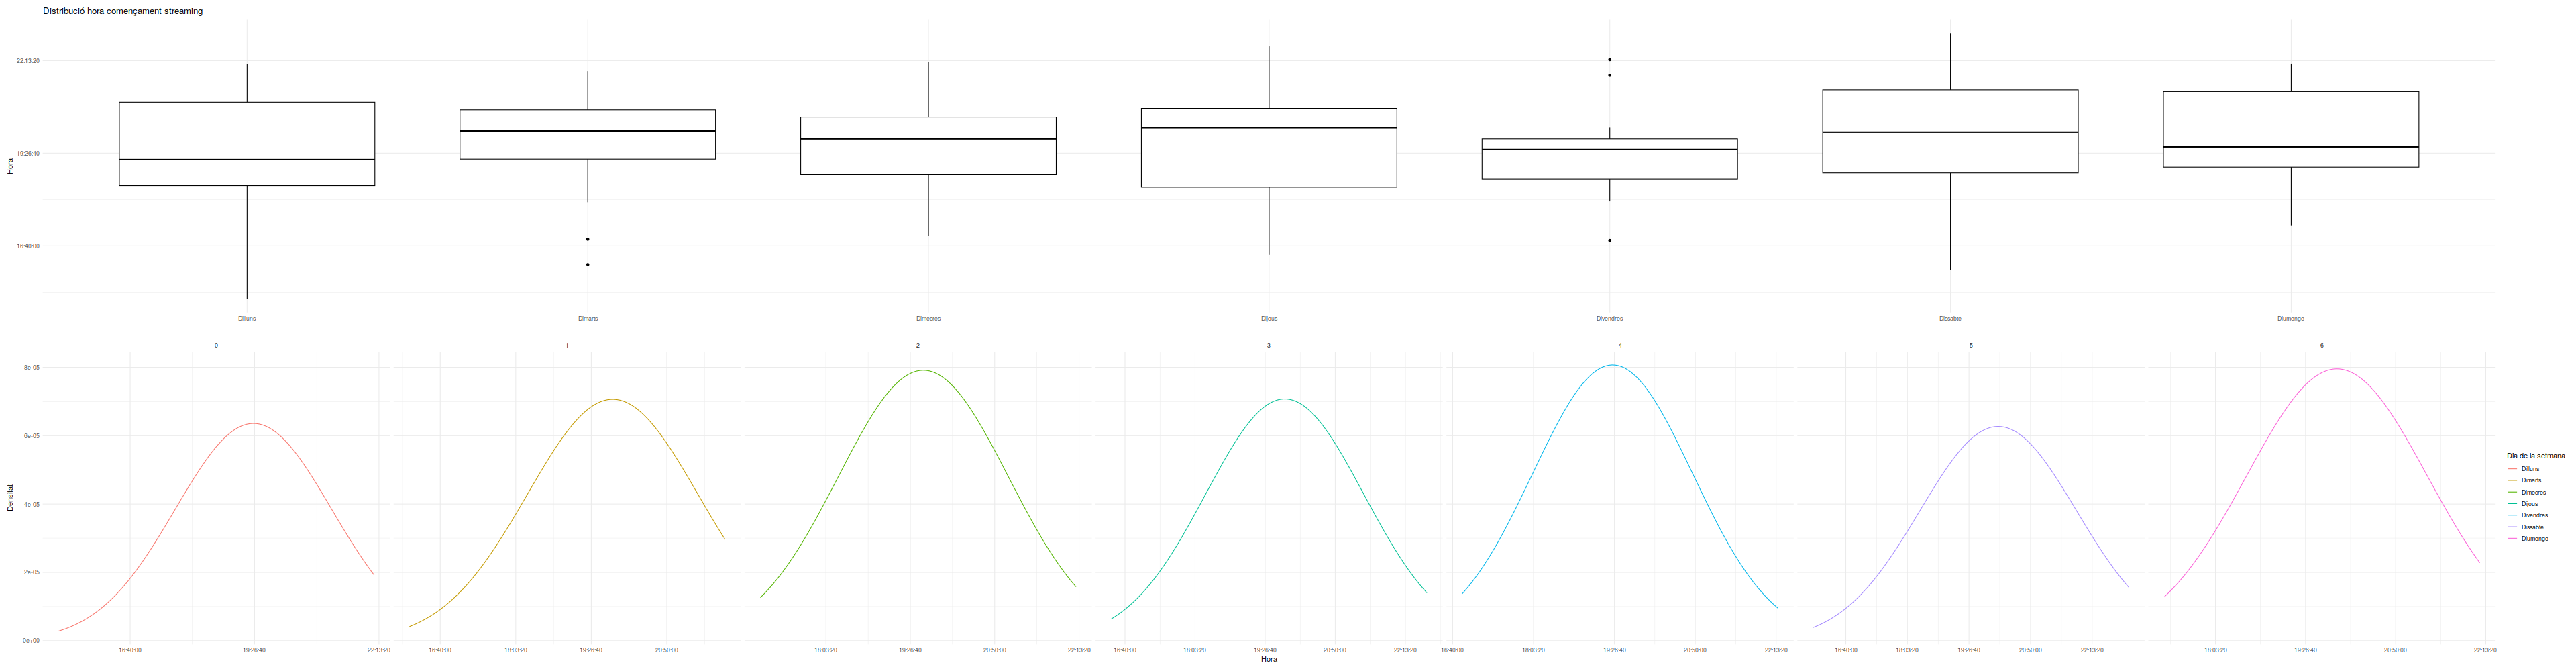 Distribució hora començament streaming
Hora
22:13:20
19:26:40
16:40:00
Dilluns
Dimarts
Dimecres
Dijous
Divendres
Dissabte
Diumenge
0
1
2
3
4
5
6
Densitat
8e-05
6e-05
4e-05
2e-05
0e+00
16:40:00
19:26:40
22:13:20
16:40:00
18:03:20
19:26:40
20:50:00
18:03:20
19:26:40
20:50:00
22:13:20
16:40:00
18:03:20
19:26:40
20:50:00
22:13:20
16:40:00
18:03:20
19:26:40
20:50:00
22:13:20
16:40:00
18:03:20
19:26:40
20:50:00
22:13:20
18:03:20
19:26:40
20:50:00
22:13:20
Hora
Dia de la setmana
Dilluns
Dimarts
Dimecres
Dijous
Divendres
Dissabte
Diumenge